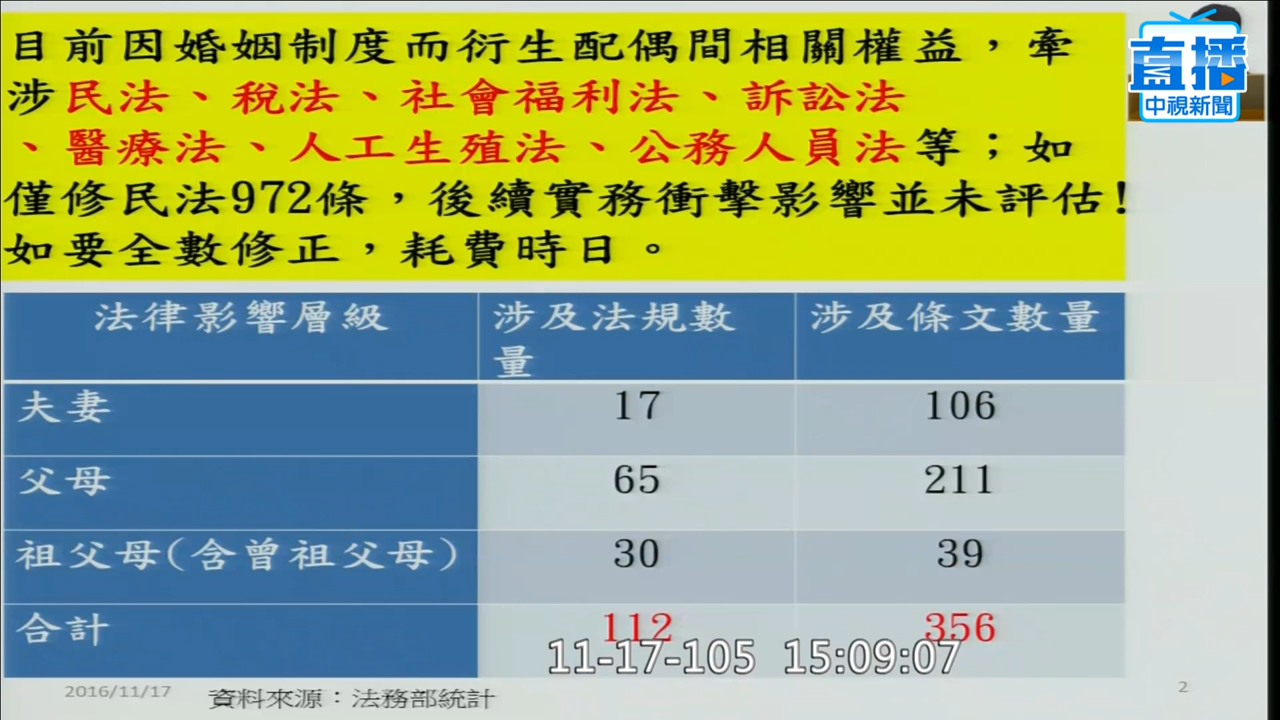 目前因婚姻制度而衍生配偶間相關權益，牽
涉民法、稅法、社會福利法、訴訟法
、醫療法、人工生殖法、公務人員法等；如
僅修民法972條，後續實務衝擊影響並未評估!
如要全數修正，耗費時日。
直播
中視新聞
法律影響層級 涉及法規數量 涉及條文數量
夫妻 17 106
父母 65 211
祖父母(含曾祖父母) 30 39
合計 112 356
11-17-105 15:09:07
2016/11/17 資料來源：法務部統計 2